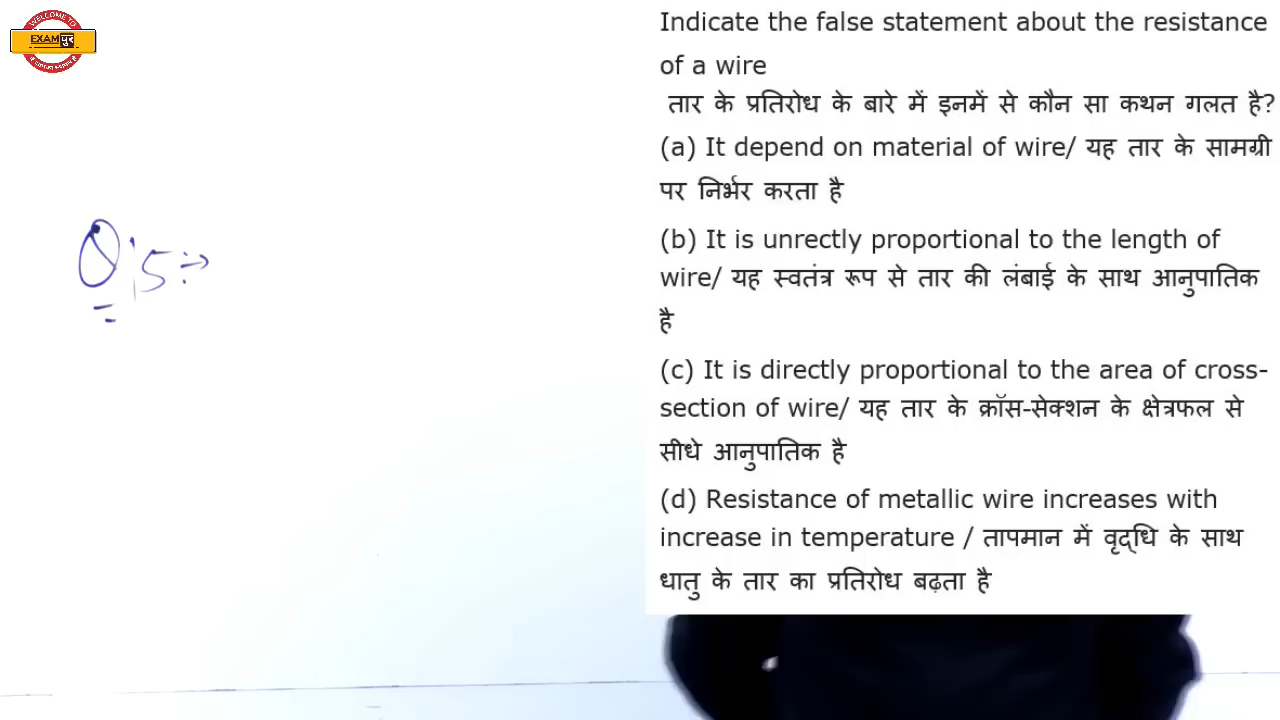 WELCOME TO
EXAM पुर
Q 15 ->
Indicate the false statement about the resistance
of a wire
तार के प्रतिरोध के बारे में इनमें से कौन सा कथन गलत है?
(a) It depend on material of wire/ यह तार के सामग्री
पर निर्भर करता है
(b) It is unrectly proportional to the length of
wire/ यह स्वतंत्र रूप से तार की लंबाई के साथ आनुपातिक
है
(c) It is directly proportional to the area of cross-
section of wire/ यह तार के क्रॉस-सेक्शन के क्षेत्रफल से
सीधे आनुपातिक है
(d) Resistance of metallic wire increases with
increase in temperature / तापमान में वृद्धि के साथ
धातु के तार का प्रतिरोध बढ़ता है